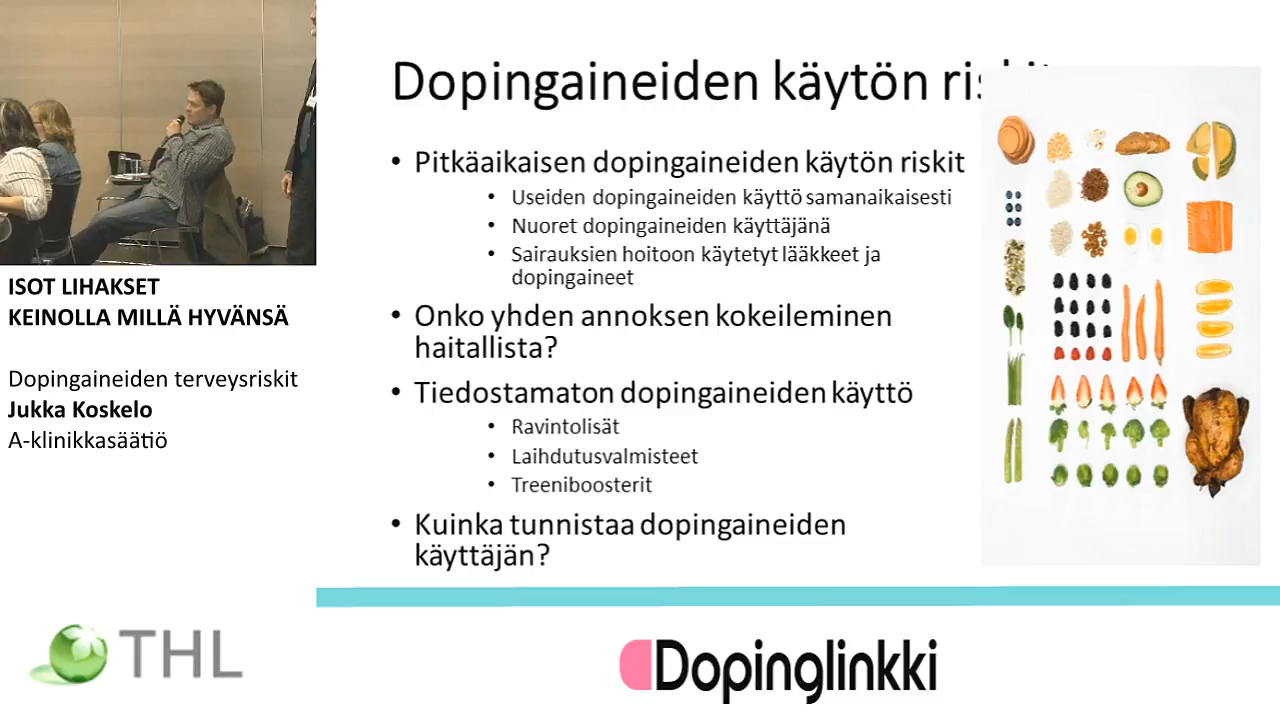 ISOT LIHAKSET
KEINOLLA MILLÄ HYVÄNSÄ
Dopingaineiden terveysriskit
Jukka Koskelo
A-klinikkasäätiö
THL
Dopingaineiden käytön riskit
• Pitkäaikaisen dopingaineiden käytön riskit
• Useiden dopingaineiden käyttö samanaikaisesti
• Nuoret dopingaineiden käyttäjänä
• Sairauksien hoitoon käytetyt lääkkeet ja
dopingaineet
• Onko yhden annoksen kokeileminen
haitallista?
• Tiedostamaton dopingaineiden käyttö
• Ravintolisät
• Laihdutusvalmisteet
• Treeniboosterit
• Kuinka tunnistaa dopingaineiden
käyttäjän?
Dopinglinkki